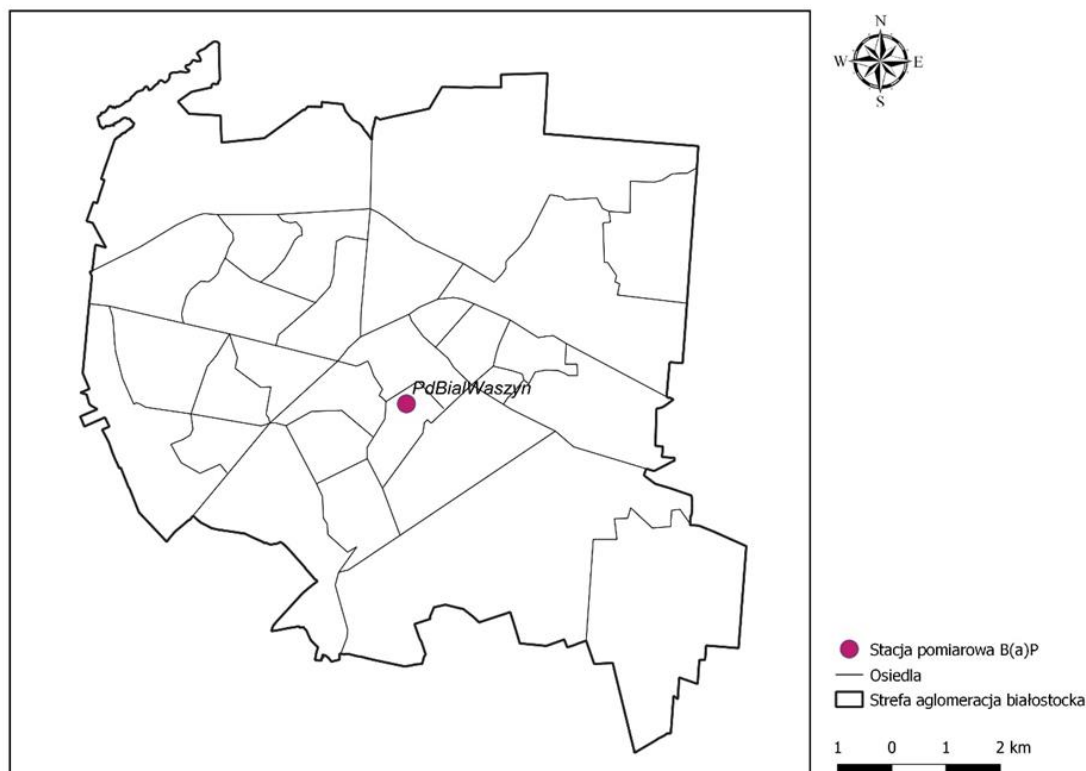 N
W E
S
PdBialWaszyn
Stacja pomiarowa B(a)P
Osiedla
Strefa aglomeracja białostocka
1 0 1 2 km